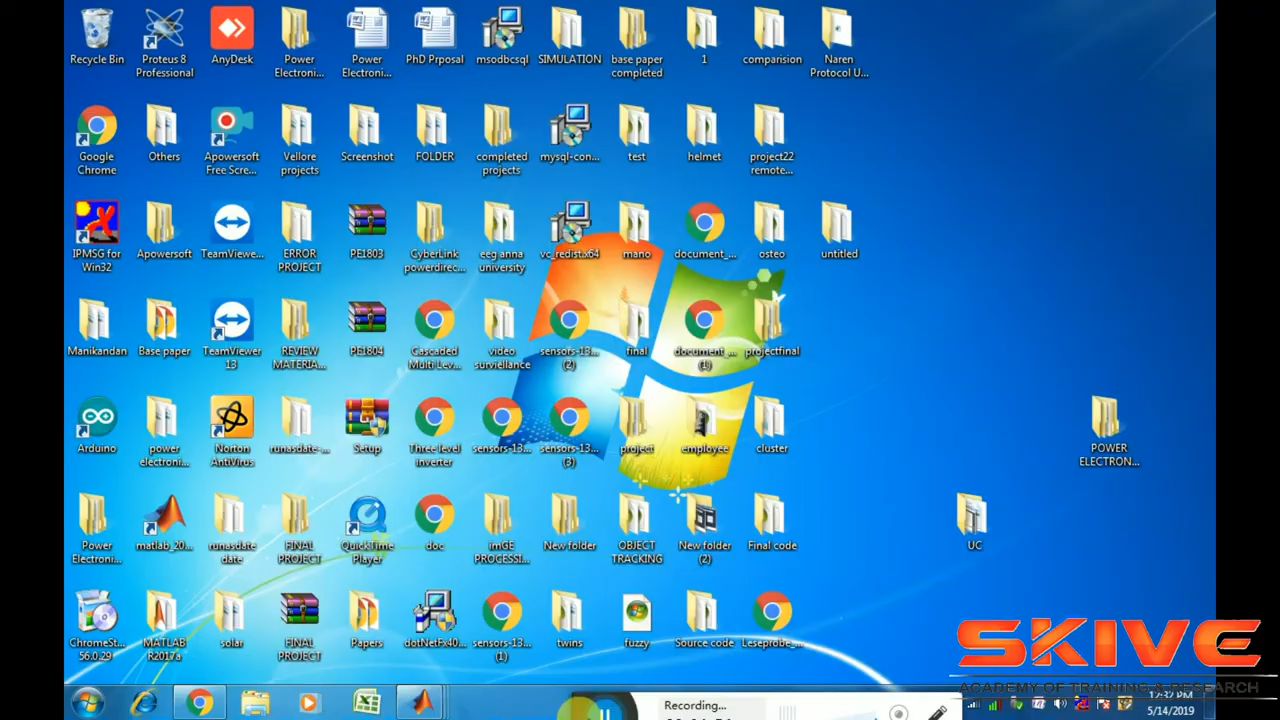 Recycle Bin
Proteus 8
Professional
AnyDesk
Power
Electroni...
Power
Electroni...
PhD Prposal
msodbcsql
SIMULATION
base paper
completed
1
comparision
Naren
Protocol U...
Google
Chrome
Others
Apowersoft
Free Scre...
Vellore
projects
Screenshot
FOLDER
completed
projects
mysql-con...
test
helmet
project22
remote...
IPMSG for
Win32
Apowersoft
TeamViewe...
ERROR
PROJECT
PE1803
CyberLink
powerdirec...
eeg anna
university
vc_redist.x64
mano
document_...
osteo
untitled
Manikandan
Base paper
TeamViewer
13
REVIEW
MATERIA...
PE1804
Cascaded
Multi Lev...
video
surviellance
sensors-13...
(2)
final
document_...
(1)
projectfinal
Arduino
power
electroni...
Norton
AntiVirus
runasdate-...
Setup
Three level
inverter
sensors-13...
sensors-13...
(3)
project
employee
cluster
POWER
ELECTRON...
Power
Electroni...
matlab_20...
runasdate
date
FINAL
PROJECT
QuickTime
Player
doc
imGE
PROCESSI...
New folder
OBJECT
TRACKING
New folder
(2)
Final code
UC
ChromeSt...
56.0.29
MATLAB
R2017a
solar
FINAL
PROJECT
Papers
dotNetFx40...
sensors-13...
(1)
twins
fuzzy
Source code
Leseprobe_...
SKIVE
ACADEMY OF TRAINING & RESEARCH
Recording...
5/14/2019